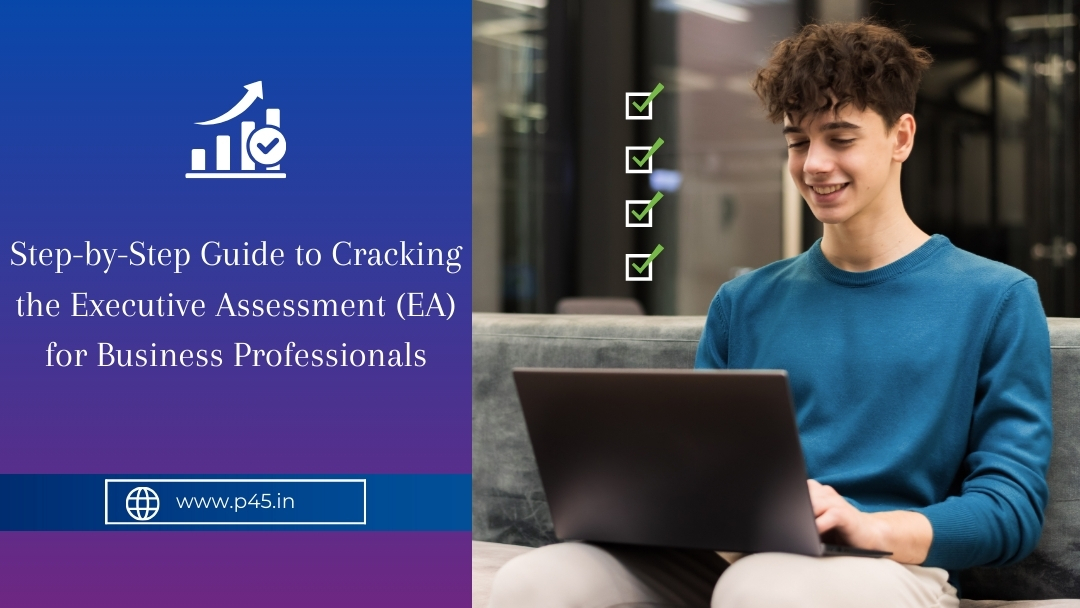 Step-by-Step Guide to Cracking
the Executive Assessment (EA)
for Business Professionals
www.p45.in